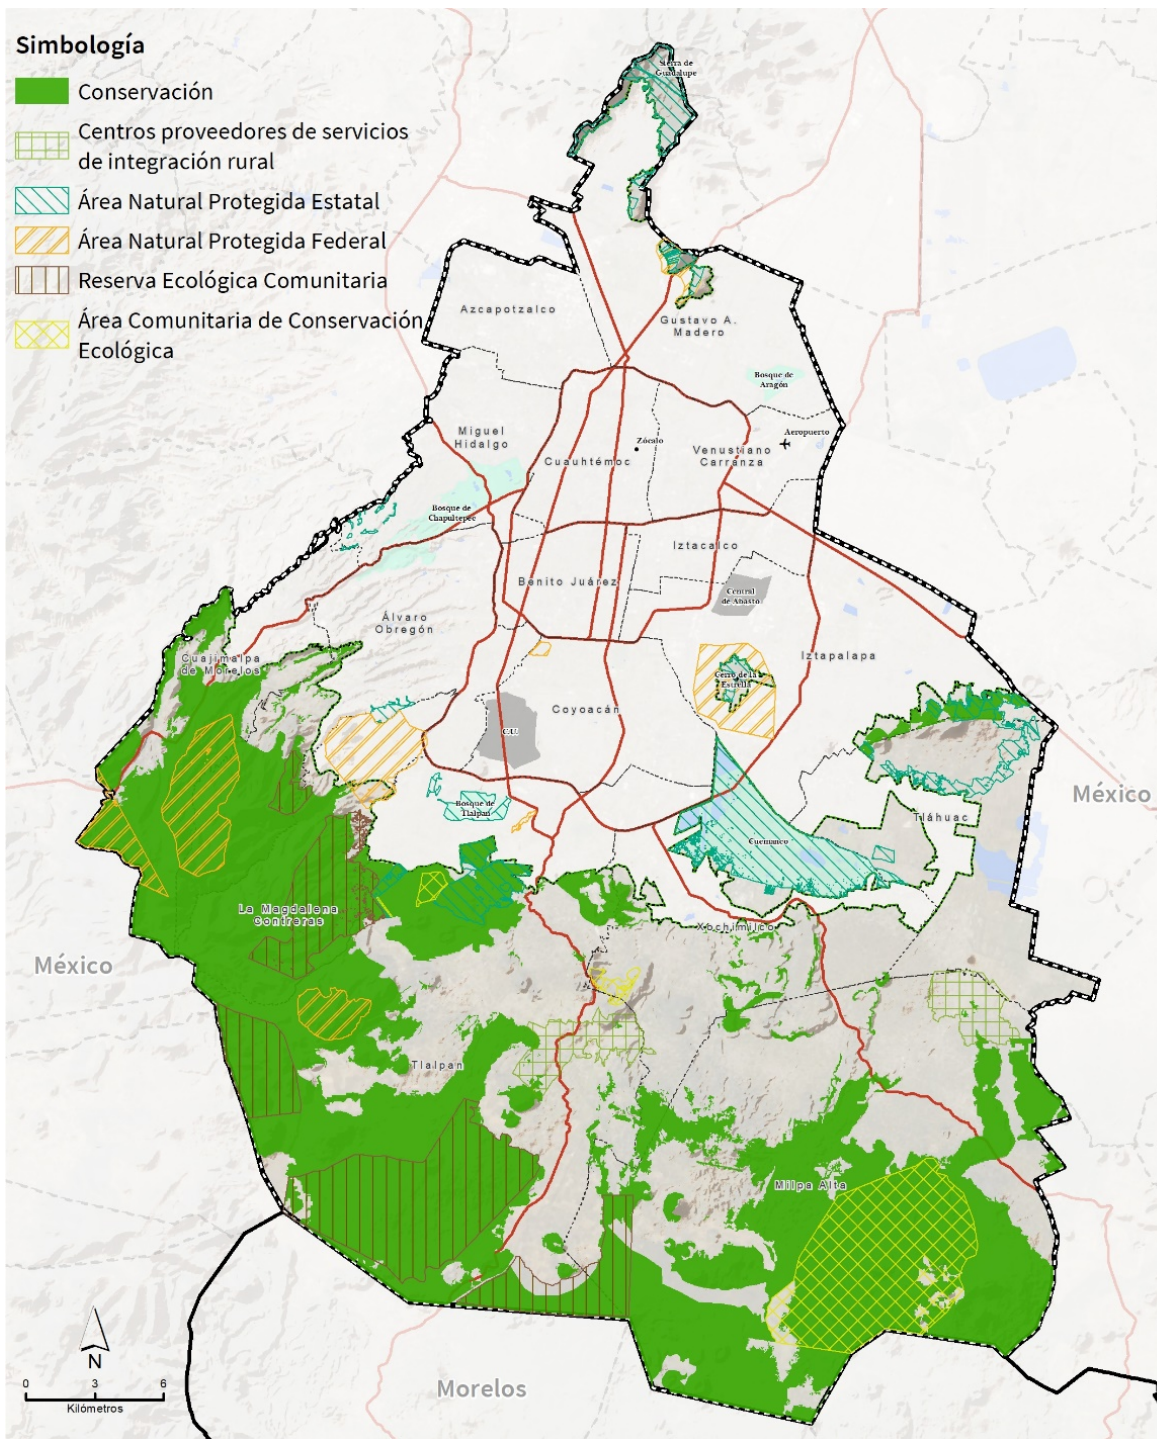 Simbología
Conservación
Centros proveedores de servicios
de integración rural
Área Natural Protegida Estatal
Área Natural Protegida Federal
Reserva Ecológica Comunitaria
Área Comunitaria de Conservación
Ecológica
Sierra de
Guadalupe
Azcapotzalco
Gustavo A.
Madero
Bosque de
Aragón
Miguel
Hidalgo
Zócalo
Aeropuerto
Cuauhtémoc
Venustiano
Carranza
Bosque de
Chapultepec
Iztacalco
Benito Juárez
Central
de Abasto
Álvaro
Obregón
Cuajimalpa
de Morelos
Iztapalapa
Cerro de la
Estrella
Coyoacán
C.U.
México
Bosque de
Tlalpan
Tláhuac
Cuemanco
La Magdalena
Contreras
Xochimilco
México
Tlalpan
Milpa Alta
N
0 3 6
Kilómetros
Morelos